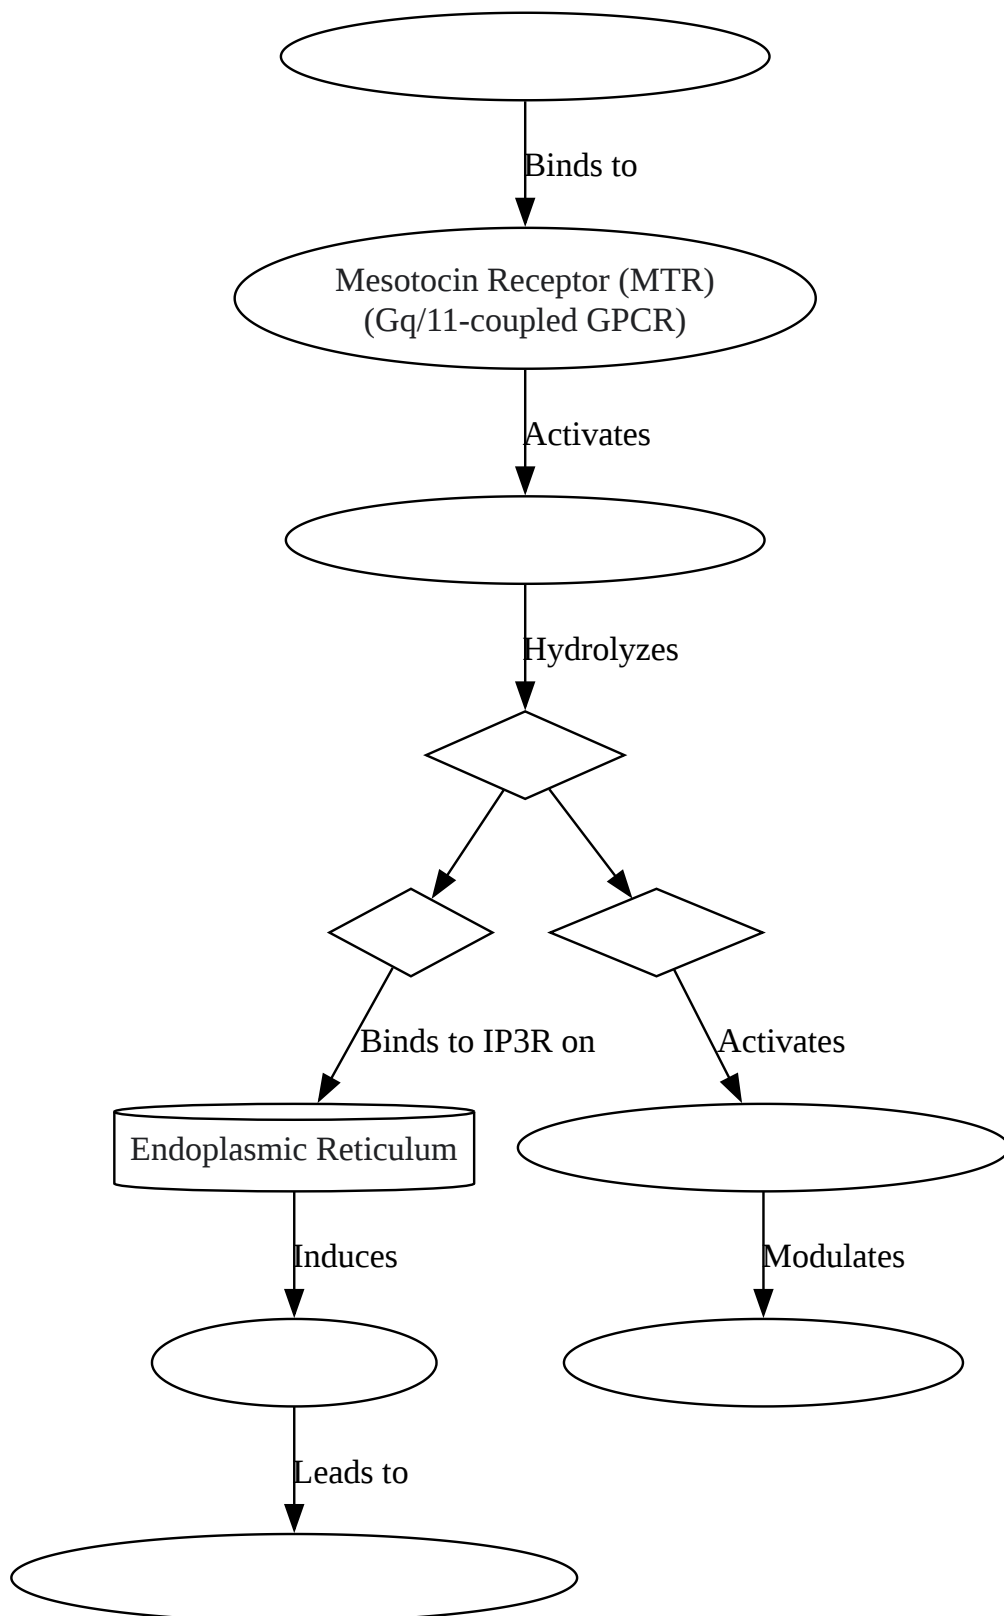 Binds to
Mesotocin Receptor (MTR)
(Gq/11-coupled GPCR)
Activates
Hydrolyzes
Binds to IP3R on
Activates
Endoplasmic Reticulum
Induces
Modulates
Leads to